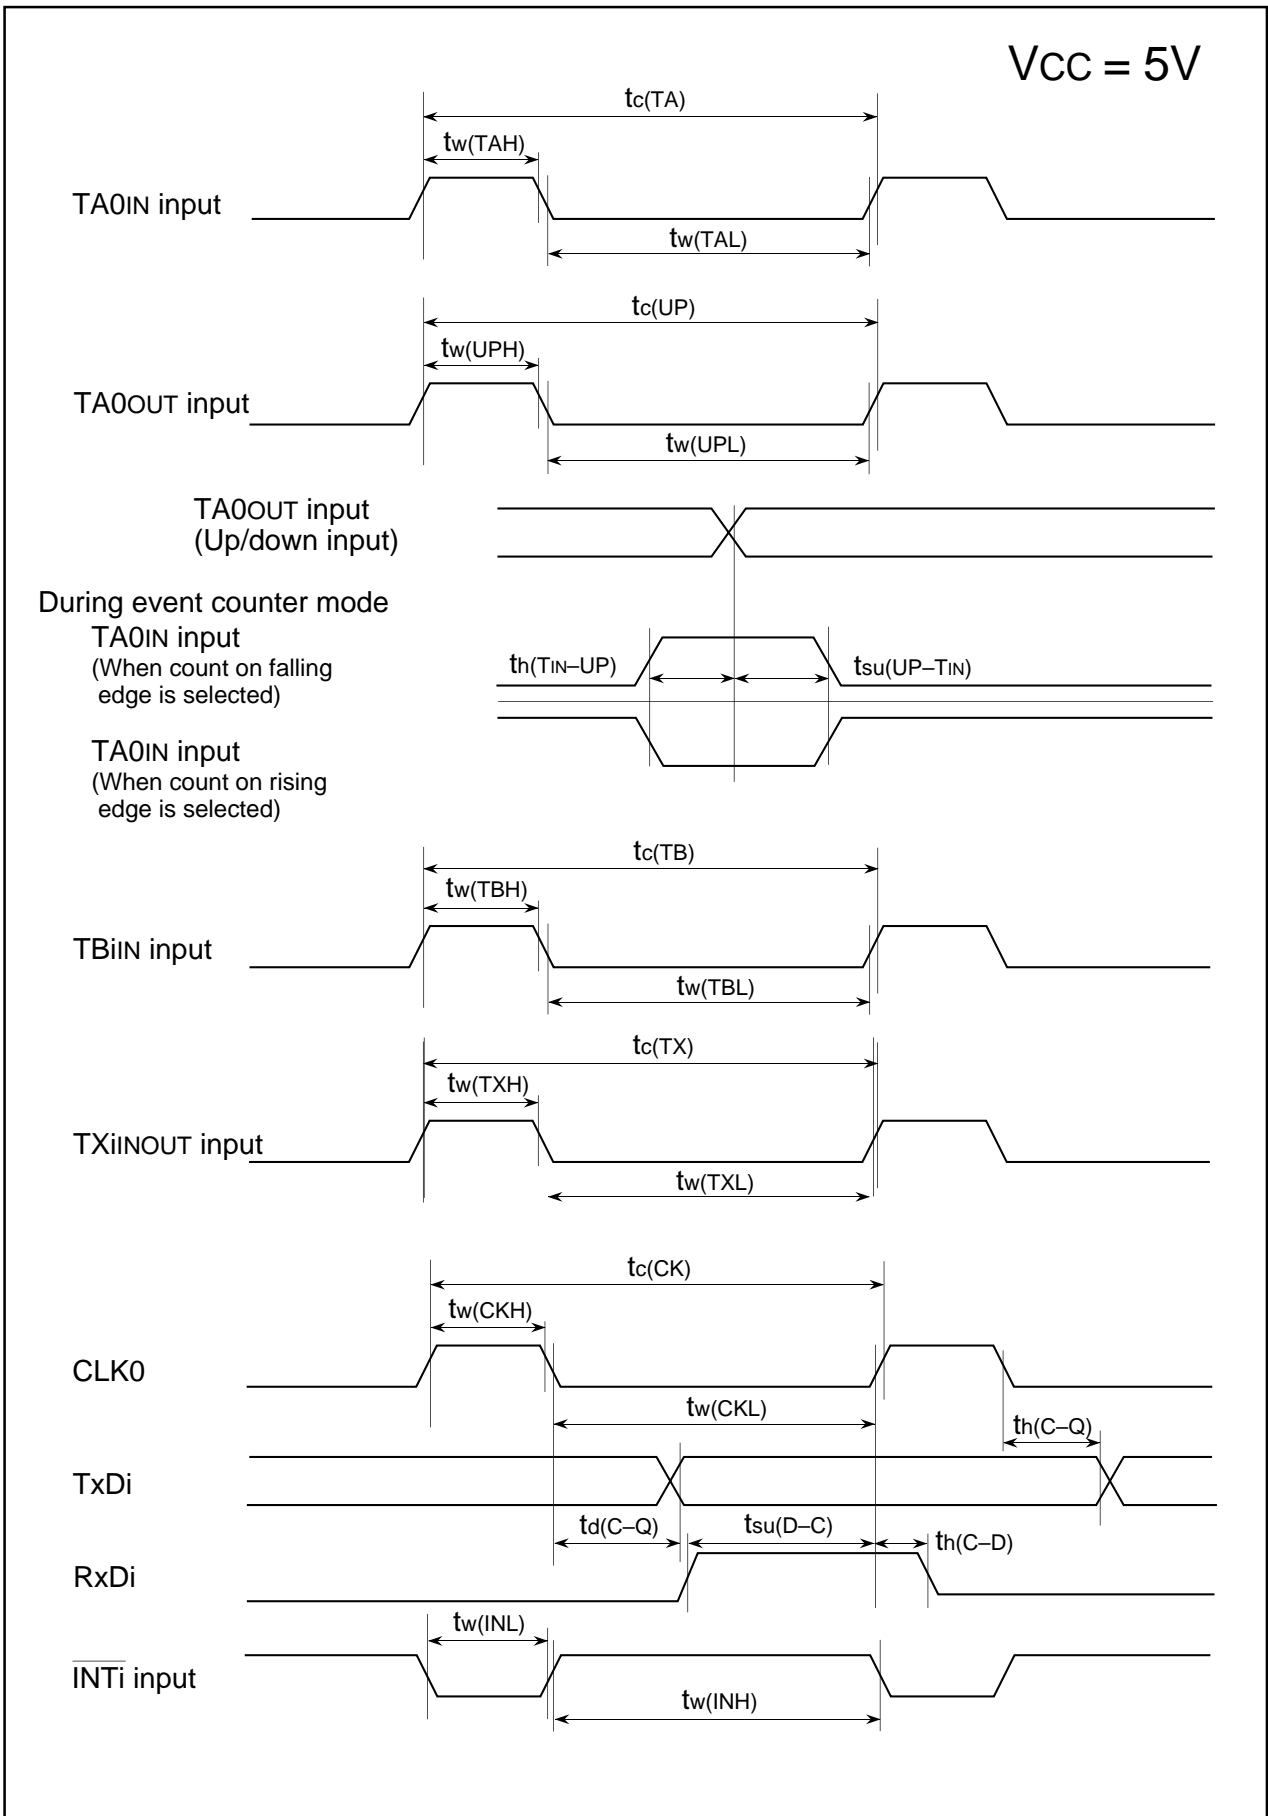 VCC = 5V
tc(TA)
tw(TAH)
TA0IN input
tw(TAL)
tc(UP)
tw(UPH)
TA0OUT input
tw(UPL)
TA0OUT input
(Up/down input)
During event counter mode
TA0IN input
(When count on falling
edge is selected)
th(TIN–UP)
tsu(UP–TIN)
TA0IN input
(When count on rising
edge is selected)
tc(TB)
tw(TBH)
TBiIN input
tw(TBL)
tc(TX)
tw(TXH)
TXiINOUT input
tw(TXL)
tc(CK)
tw(CKH)
CLK0
tw(CKL)
th(C–Q)
TxDi
td(C–Q)
tsu(D–C)
th(C–D)
RxDi
tw(INL)
INTi input
tw(INH)